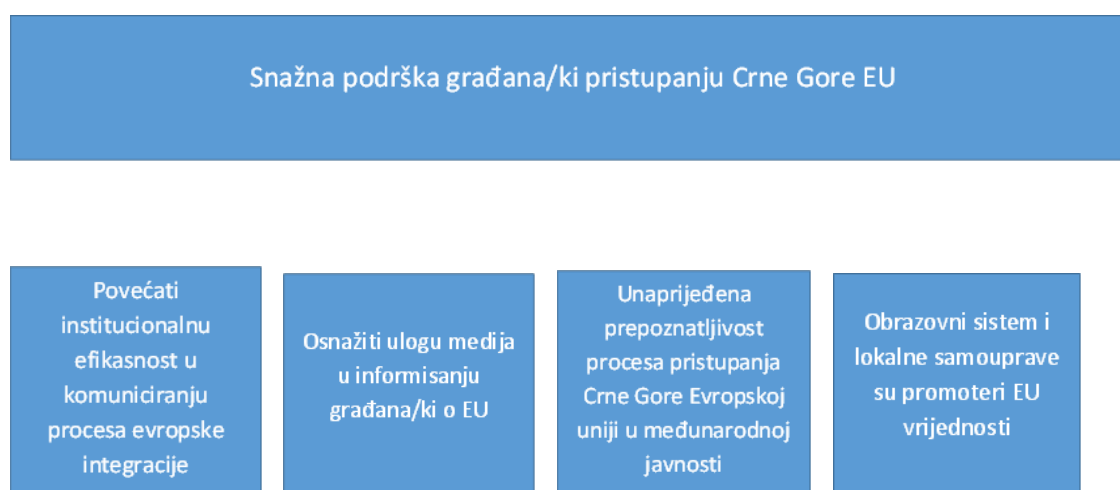 Snažna podrška građana/ki pristupanju Crne Gore EU
Povećati
institucionalnu
efikasnost u
komuniciranju
procesa evropske
integracije
Osnažiti ulogu medija
u informisanju
građana/ki o EU
Unaprijeđena
prepoznatljivost
procesa pristupanja
Crne Gore Evropskoj
uniji u međunarodnoj
javnosti
Obrazovni sistem i
lokalne samouprave
su promoteri EU
vrijednosti